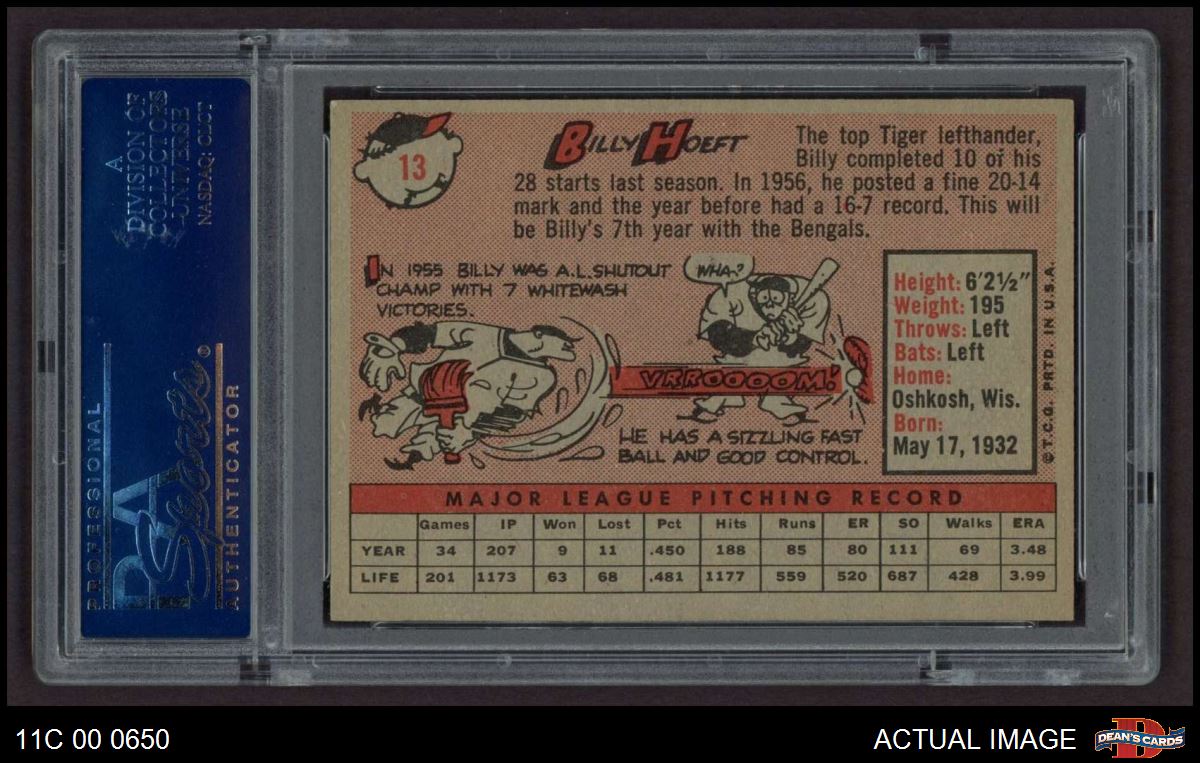 A
DIVISION OF
COLLECTORS
UNIVERSE
NASDAQ: CLCT
PROFESSIONAL
PSA
Sports®
AUTHENTICATOR
13
BILLY HOEFT
The top Tiger lefthander,
Billy completed 10 of his
28 starts last season. In 1956, he posted a fine 20-14
mark and the year before had a 16-7 record. This will
be Billy's 7th year with the Bengals.
IN 1955 BILLY WAS A.L. SHUTOUT
CHAMP WITH 7 WHITEWASH
VICTORIES.
WHA-?
VRROOOOOM!
HE HAS A SIZZLING FAST
BALL AND GOOD CONTROL.
Height: 6'2½"
Weight: 195
Throws: Left
Bats: Left
Home:
Oshkosh, Wis.
Born:
May 17, 1932
© T.C.G. PRTD. IN U.S.A.
MAJOR LEAGUE PITCHING RECORD
Games IP Won Lost Pct Hits Runs ER SO Walks ERA
YEAR 34 207 9 11 .450 188 85 80 111 69 3.48
LIFE 201 1173 63 68 .481 1177 559 520 687 428 3.99
11C 00 0650
ACTUAL IMAGE
DEAN'S CARDS